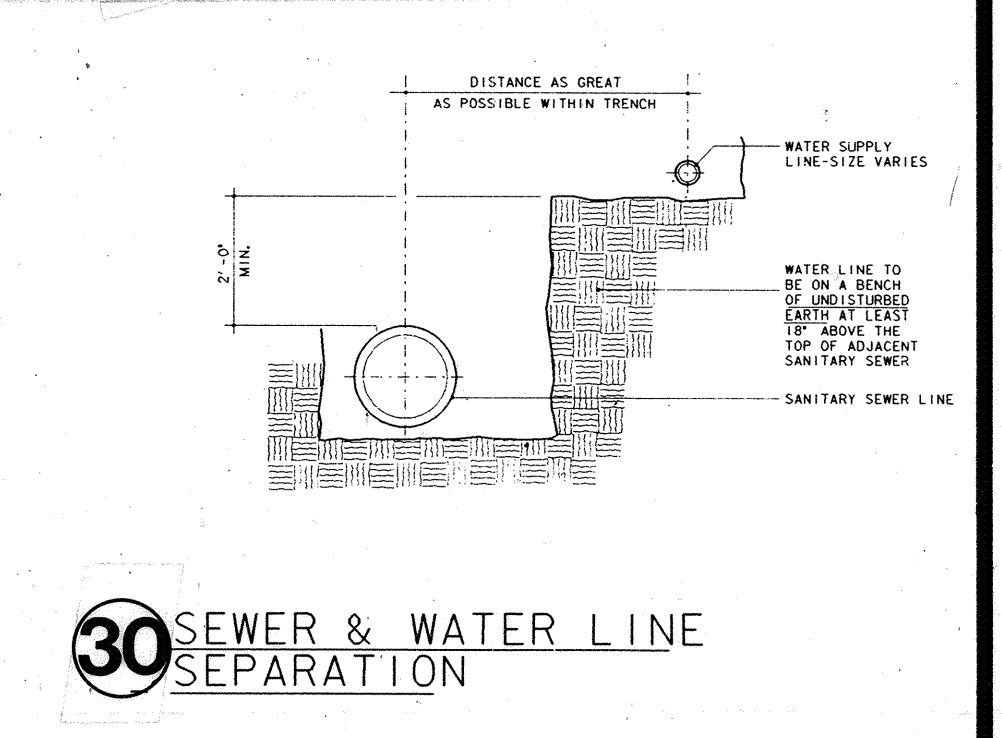 DISTANCE AS GREAT
AS POSSIBLE WITHIN TRENCH
WATER SUPPLY
LINE-SIZE VARIES
2'-0"
MIN.
WATER LINE TO
BE ON A BENCH
OF UNDISTURBED
EARTH AT LEAST
18" ABOVE THE
TOP OF ADJACENT
SANITARY SEWER
SANITARY SEWER LINE
30
SEWER & WATER LINE
SEPARATION